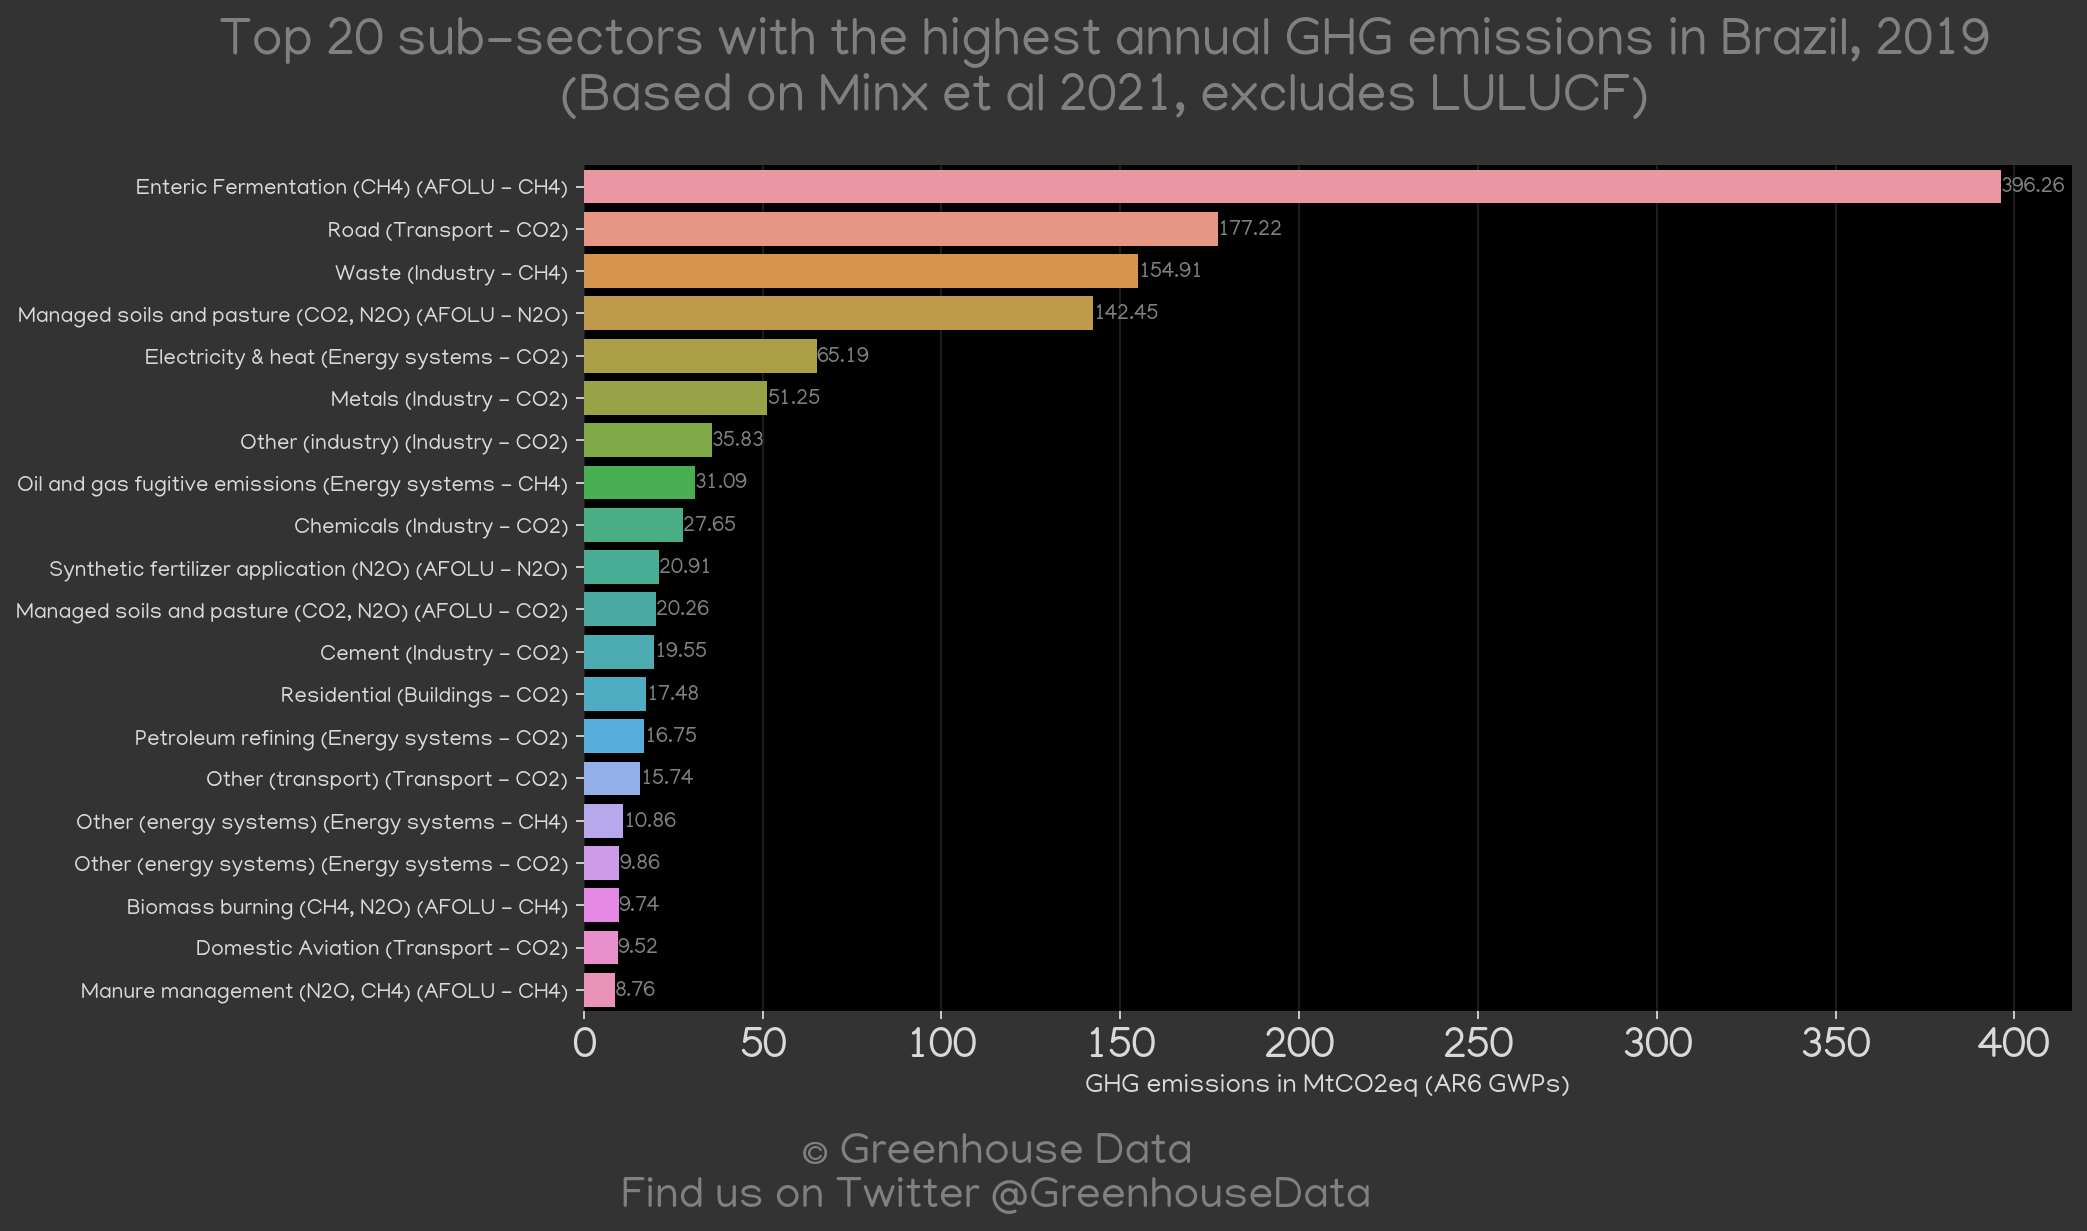 Top 20 sub-sectors with the highest annual GHG emissions in Brazil, 2019
(Based on Minx et al 2021, excludes LULUCF)
Enteric Fermentation (CH4) (AFOLU - CH4) 396.26
Road (Transport - CO2) 177.22
Waste (Industry - CH4) 154.91
Managed soils and pasture (CO2, N2O) (AFOLU - N2O) 142.45
Electricity & heat (Energy systems - CO2) 65.19
Metals (Industry - CO2) 51.25
Other (industry) (Industry - CO2) 35.83
Oil and gas fugitive emissions (Energy systems - CH4) 31.09
Chemicals (Industry - CO2) 27.65
Synthetic fertilizer application (N2O) (AFOLU - N2O) 20.91
Managed soils and pasture (CO2, N2O) (AFOLU - CO2) 20.26
Cement (Industry - CO2) 19.55
Residential (Buildings - CO2) 17.48
Petroleum refining (Energy systems - CO2) 16.75
Other (transport) (Transport - CO2) 15.74
Other (energy systems) (Energy systems - CH4) 10.86
Other (energy systems) (Energy systems - CO2) 9.86
Biomass burning (CH4, N2O) (AFOLU - CH4) 9.74
Domestic Aviation (Transport - CO2) 9.52
Manure management (N2O, CH4) (AFOLU - CH4) 8.76
0 50 100 150 200 250 300 350 400
GHG emissions in MtCO2eq (AR6 GWPs)
© Greenhouse Data
Find us on Twitter @GreenhouseData